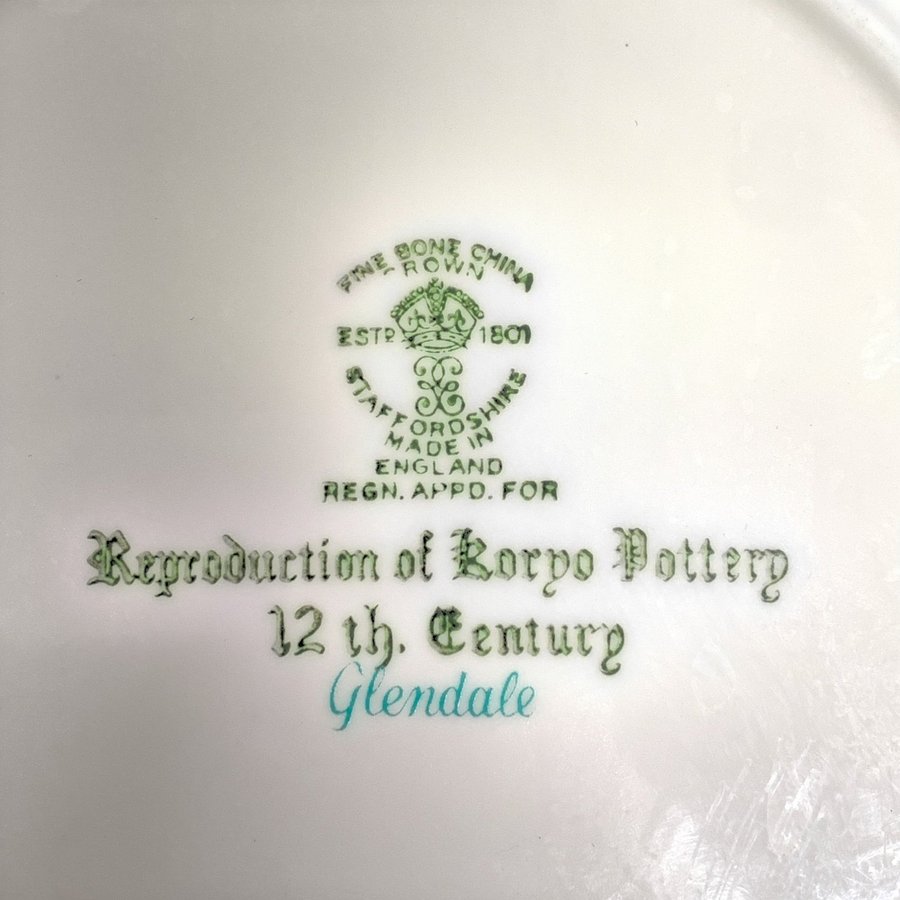 FINE BONE CHINA
CROWN
ESTD 1801
STAFFORDSHIRE
MADE IN
ENGLAND
REGN. APPD. FOR
Reproduction of Koryo Pottery
12 th. Century
Glendale